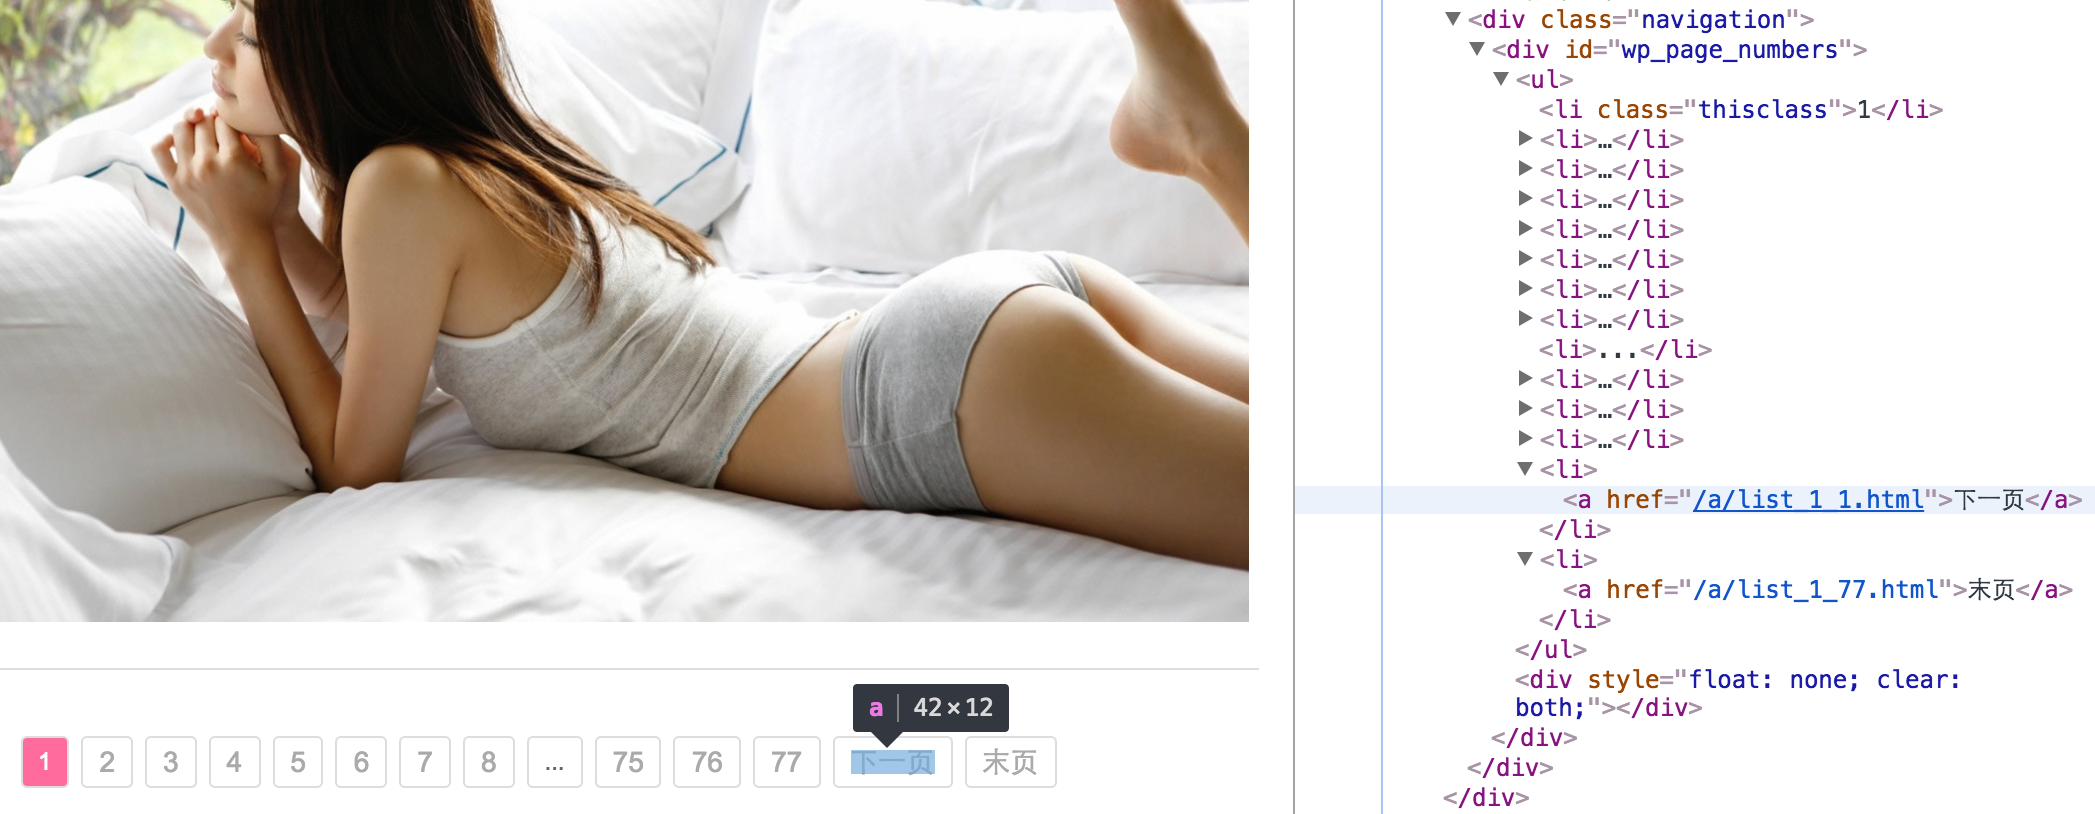 <div class="navigation">
<div id="wp_page_numbers">
<ul>
<li class="thisclass">1</li>
<li>…</li>
<li>…</li>
<li>…</li>
<li>…</li>
<li>…</li>
<li>…</li>
<li>…</li>
<li>...</li>
<li>…</li>
<li>…</li>
<li>…</li>
<li>
<a href="/a/list_1_1.html">下一页</a>
</li>
<li>
<a href="/a/list_1_77.html">末页</a>
</li>
</ul>
<div style="float: none; clear:
both;"></div>
</div>
</div>
</div>
a | 42×12
1 2 3 4 5 6 7 8 ... 75 76 77 下一页 末页